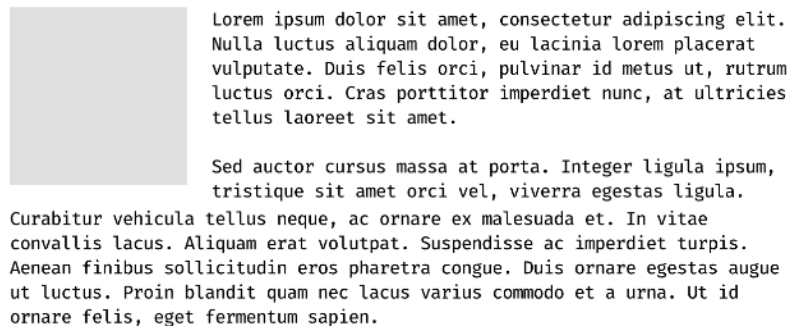 Lorem ipsum dolor sit amet, consectetur adipiscing elit.
Nulla luctus aliquam dolor, eu lacinia lorem placerat
vulputate. Duis felis orci, pulvinar id metus ut, rutrum
luctus orci. Cras porttitor imperdiet nunc, at ultricies
tellus laoreet sit amet.
Sed auctor cursus massa at porta. Integer ligula ipsum,
tristique sit amet orci vel, viverra egestas ligula.
Curabitur vehicula tellus neque, ac ornare ex malesuada et. In vitae
convallis lacus. Aliquam erat volutpat. Suspendisse ac imperdiet turpis.
Aenean finibus sollicitudin eros pharetra congue. Duis ornare egestas augue
ut luctus. Proin blandit quam nec lacus varius commodo et a urna. Ut id
ornare felis, eget fermentum sapien.